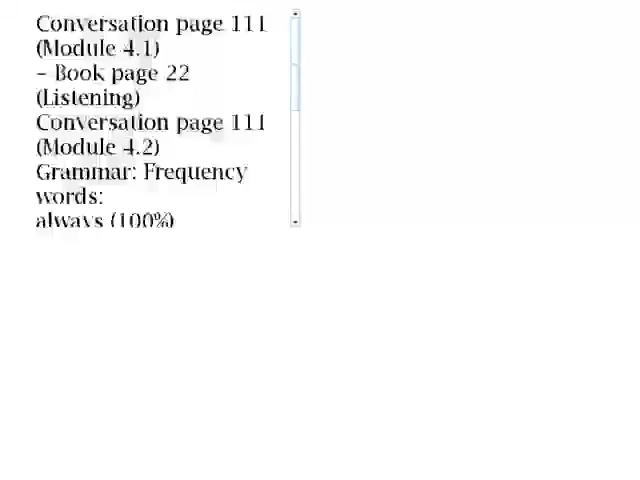 Conversation page 111
(Module 4.1)
- Book page 22
(Listening)
Conversation page 111
(Module 4.2)
Grammar: Frequency
words:
always (100%)